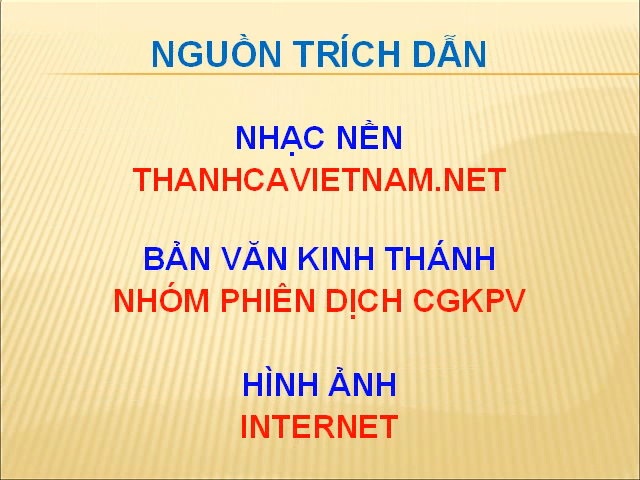 NGUỒN TRÍCH DẪN
NHẠC NỀN
THANHCAVIETNAM.NET
BẢN VĂN KINH THÁNH
NHÓM PHIÊN DỊCH CGKPV
HÌNH ẢNH
INTERNET